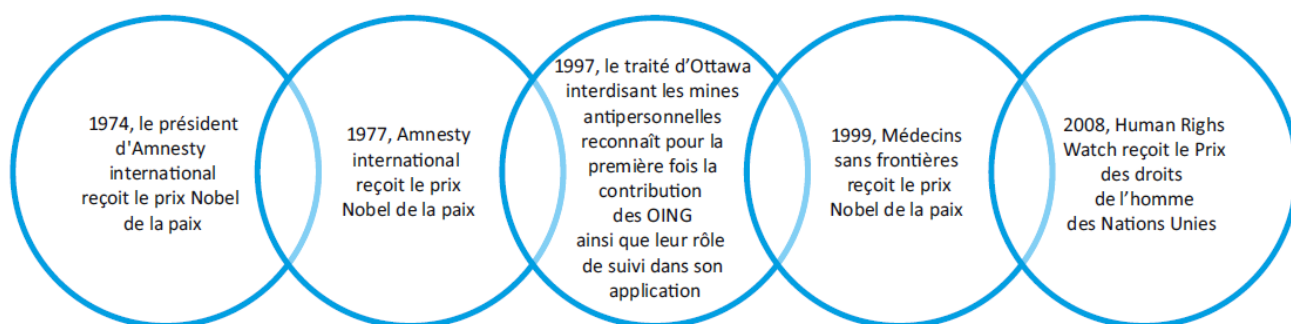 1974, le président
d'Amnesty
international
reçoit le prix Nobel
de la paix
1977, Amnesty
international
reçoit le prix
Nobel de la paix
1997, le traité d’Ottawa
interdisant les mines
antipersonnelles
reconnaît pour la
première fois la
contribution
des OING
ainsi que leur rôle
de suivi dans son
application
1999, Médecins
sans frontières
reçoit le prix
Nobel de la paix
2008, Human Righs
Watch reçoit le Prix
des droits
de l’homme
des Nations Unies